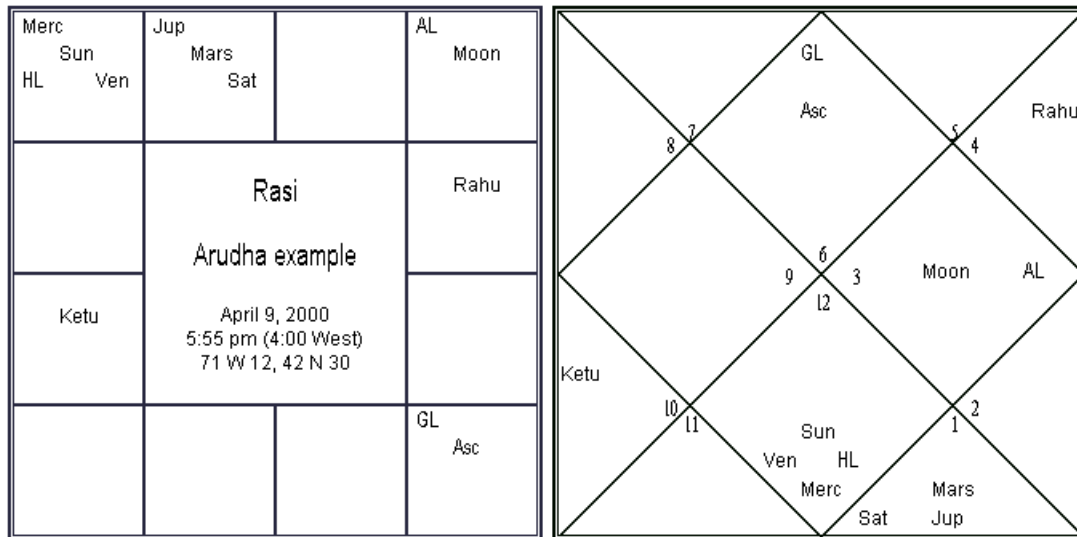 Merc
Sun
HL Ven
Jup
Mars
Sat
AL
Moon
Rahu
Rasi
Arudha example
April 9, 2000
5:55 pm (4:00 West)
71 W 12, 42 N 30
Ketu
GL
Asc
GL
Asc
Rahu
7
8
5
4
6
9
3
12
Moon AL
Ketu
10
11
2
1
Sun
Ven HL
Merc
Mars
Sat Jup